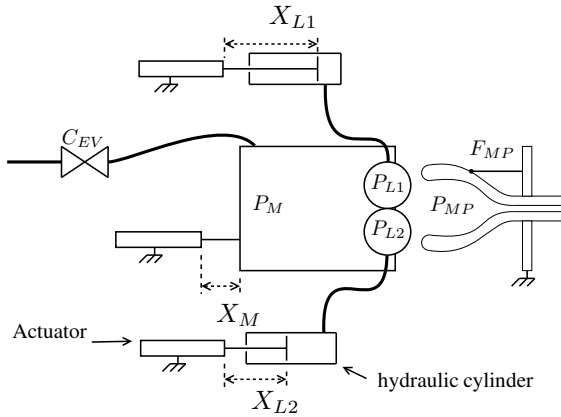 X_{L1}
C_{EV}
F_{MP}
P_{L1}
P_M
P_{MP}
P_{L2}
X_M
Actuator
X_{L2}
hydraulic cylinder